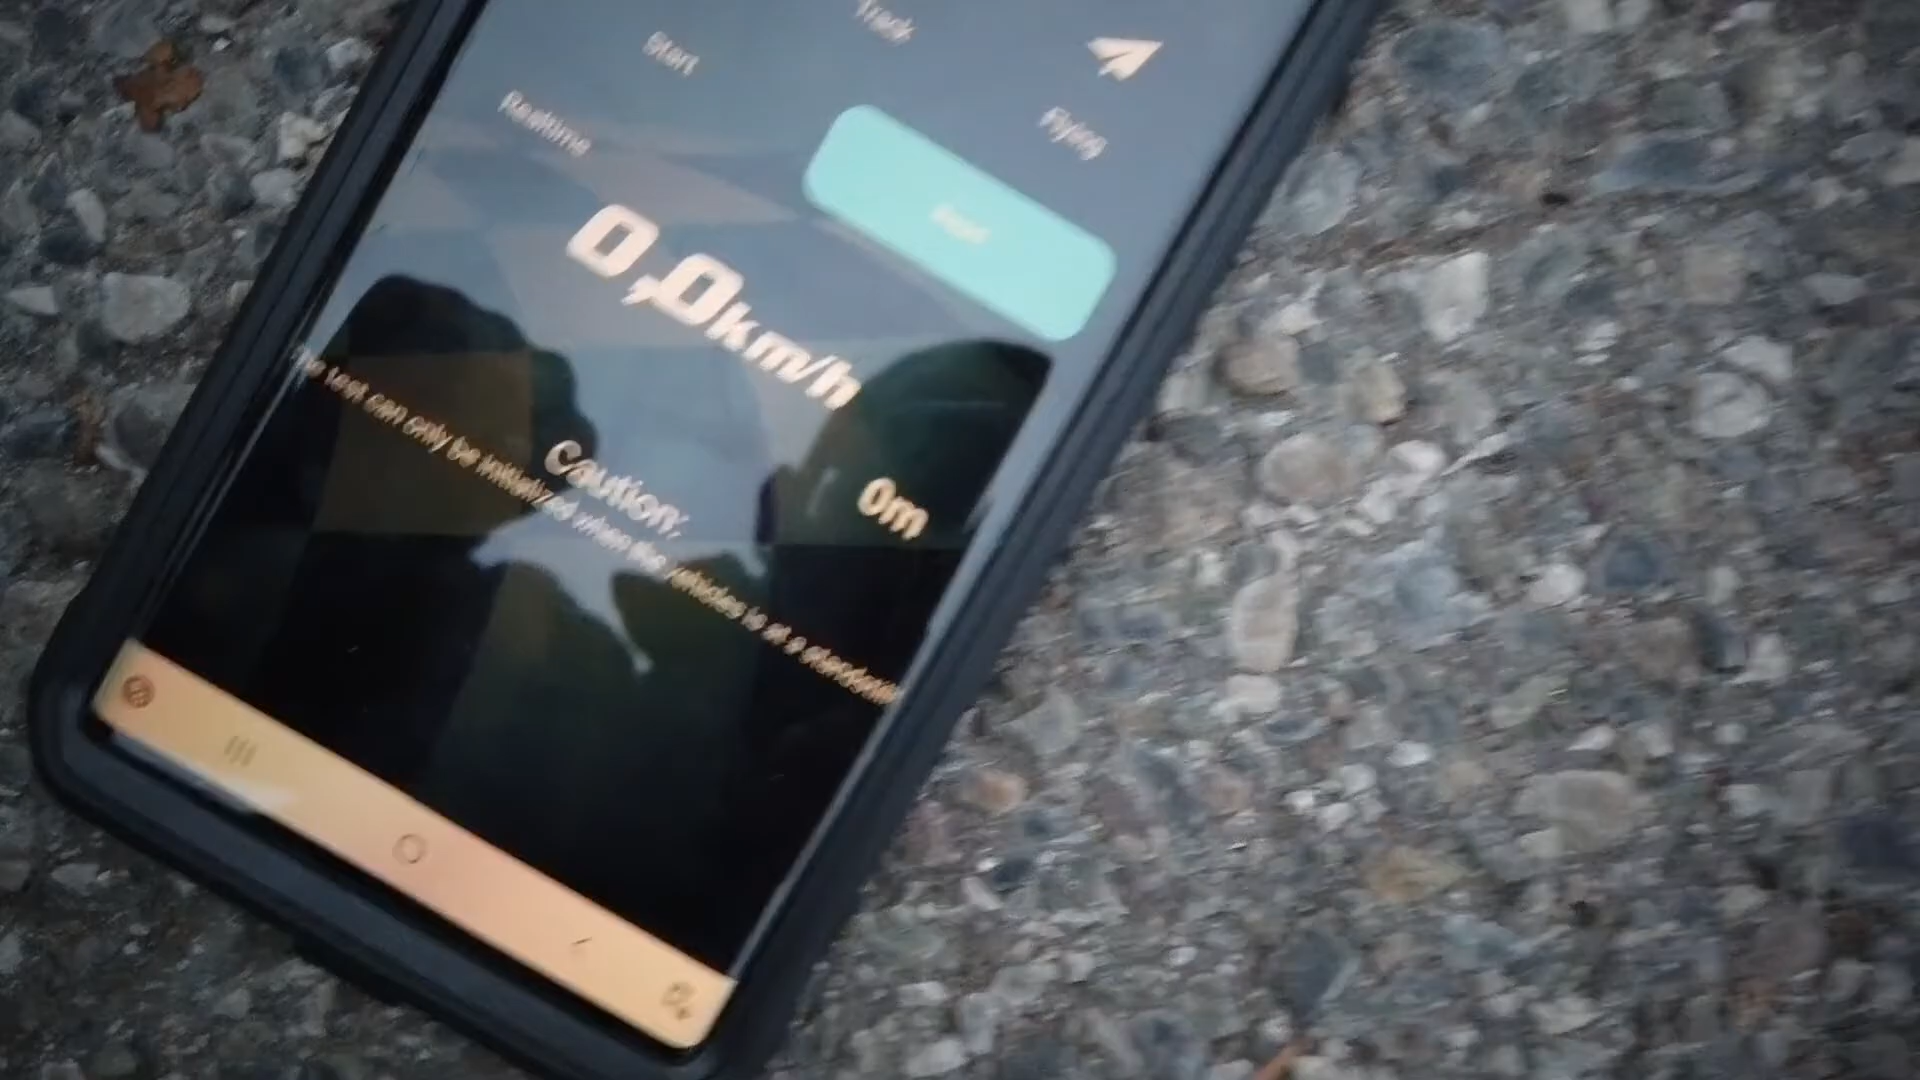 Track
Start
Flying
Realtime
0,0km/h
0m
Caution:
test can only be initialized when the vehicles is at a standstill